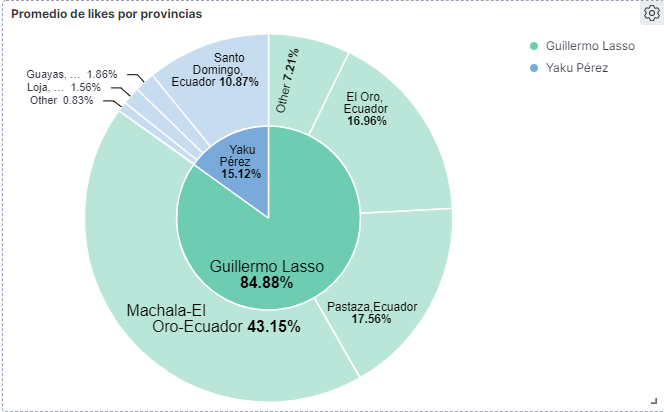 Promedio de likes por provincias
Guillermo Lasso
Yaku Pérez
Santo
Domingo,
Ecuador 10.87%
Other 7.21%
Guayas, ... 1.86%
Loja, ... 1.56%
Other 0.83%
El Oro,
Ecuador
16.96%
Yaku
Pérez
15.12%
Guillermo Lasso
84.88%
Machala-El
Oro-Ecuador 43.15%
Pastaza,Ecuador
17.56%